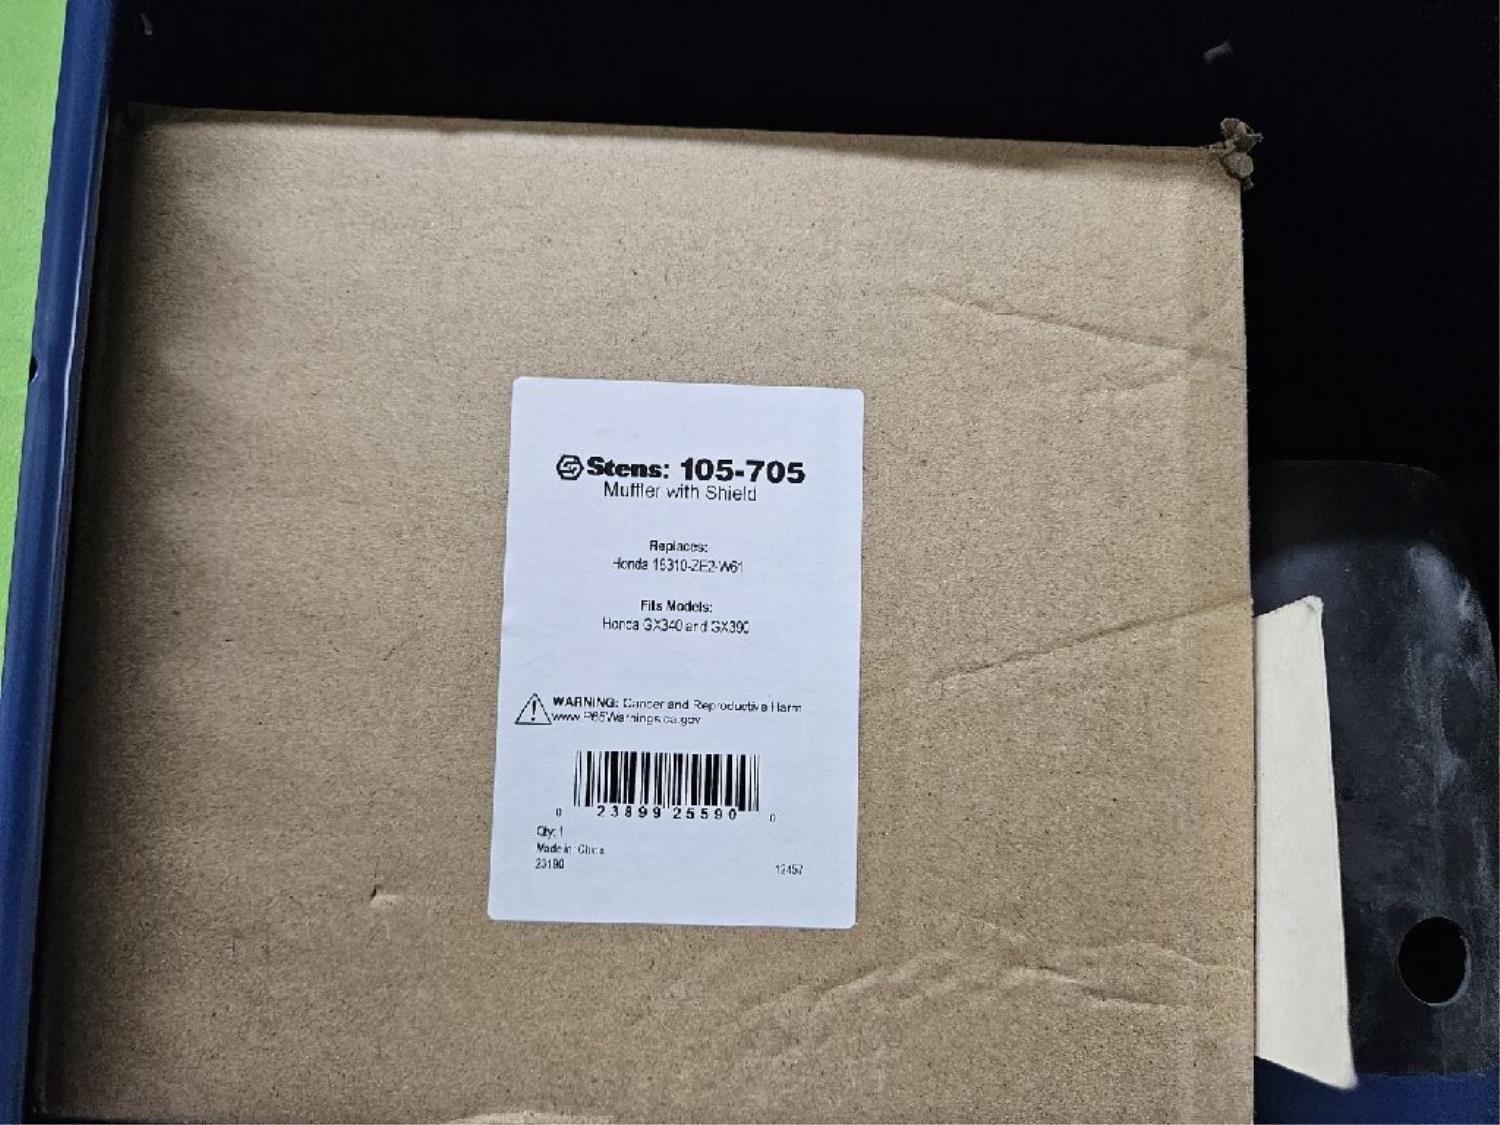 Stens: 105-705
Muffler with Shield
Replaces:
Honda 18310-ZE2-W61
Fits Models:
Honda GX340 and GX390
WARNING: Cancer and Reproductive Harm
www.P65Warnings.ca.gov
0 23899 25590 0
Qty: 1
Made in: China
23190
12457